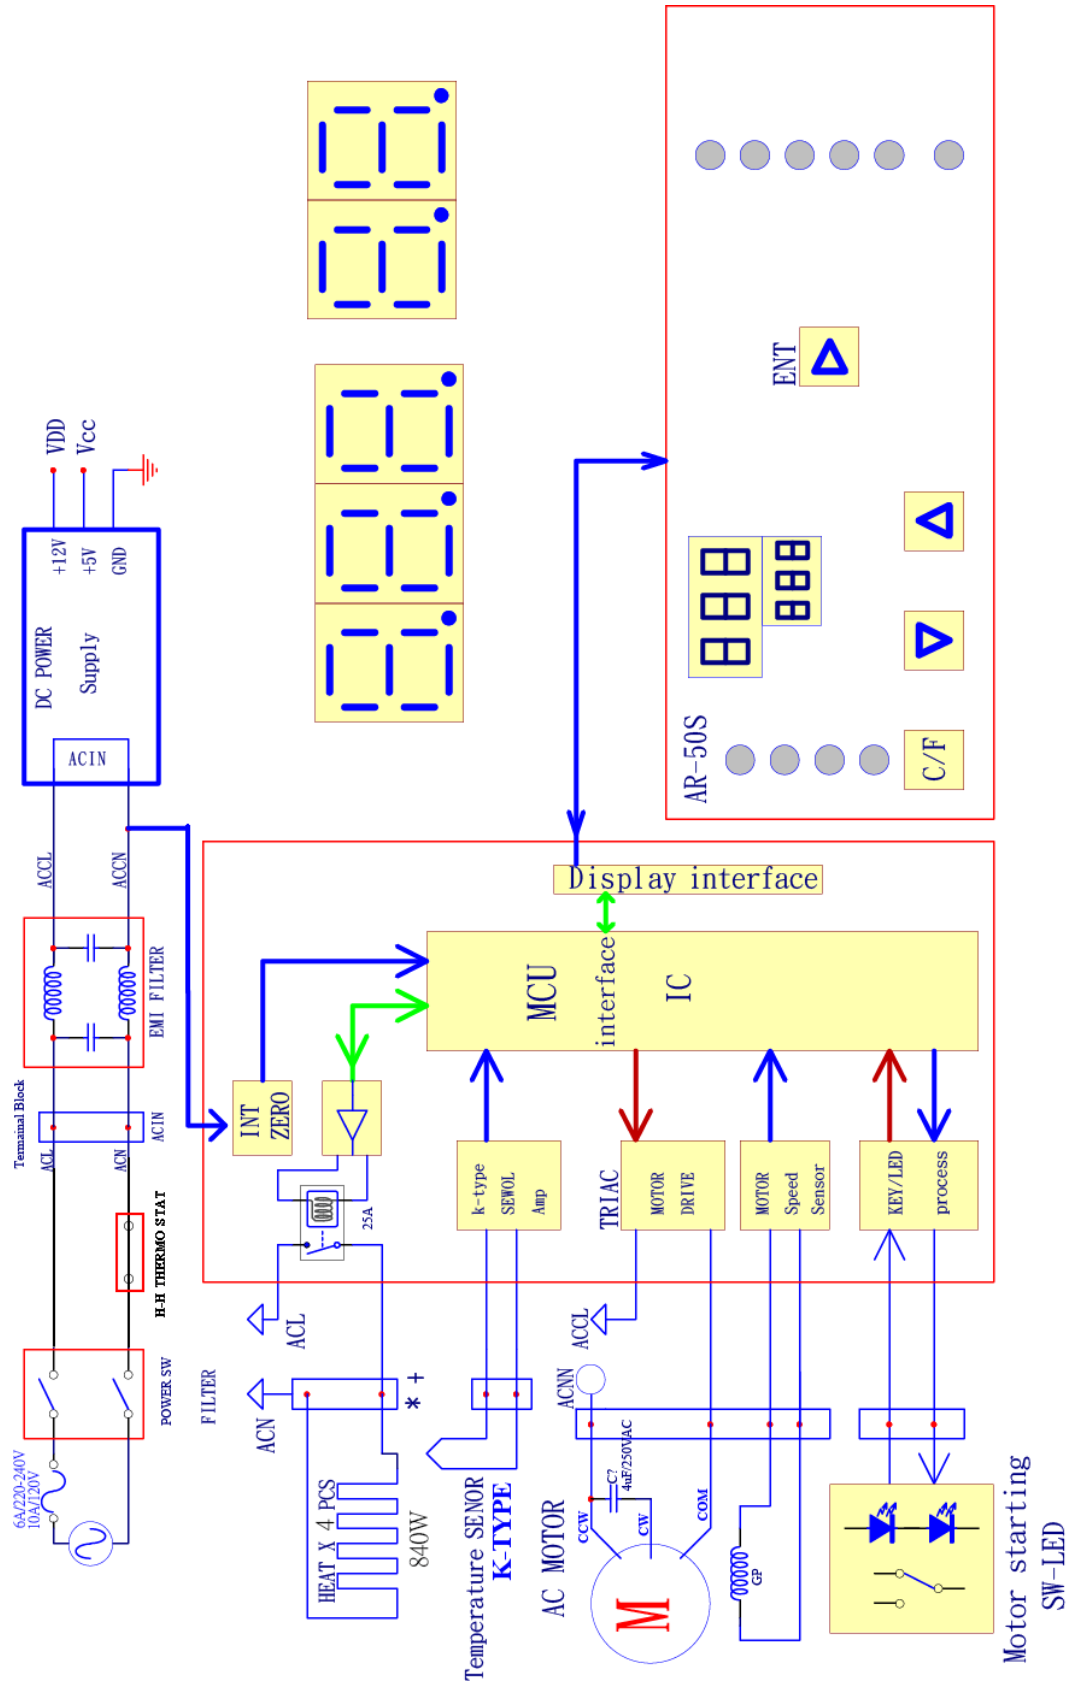 6A/220-240V
10A/120V
POWER SW
H-H THERMO STAT
Termainal Block
ACL
ACN
ACIN
EMI FILTER
ACCL
ACCN
ACIN
DC POWER
Supply
+12V
+5V
GND
VDD
Vcc
FILTER
ACN
ACL
INT
ZERO
25A
* +
HEAT X 4 PCS
840W
Temperature SENOR
K-TYPE
k-type
SEWOL
Amp
MCU
interface
IC
Display interface
TRIAC
MOTOR
DRIVE
ACCL
ACNN
AC MOTOR
C?
4uF/250VAC
CCW
CW
COM
M
MOTOR
Speed
Sensor
GP
KEY/LED
process
Motor starting
SW-LED
AR-50S
C/F
ENT